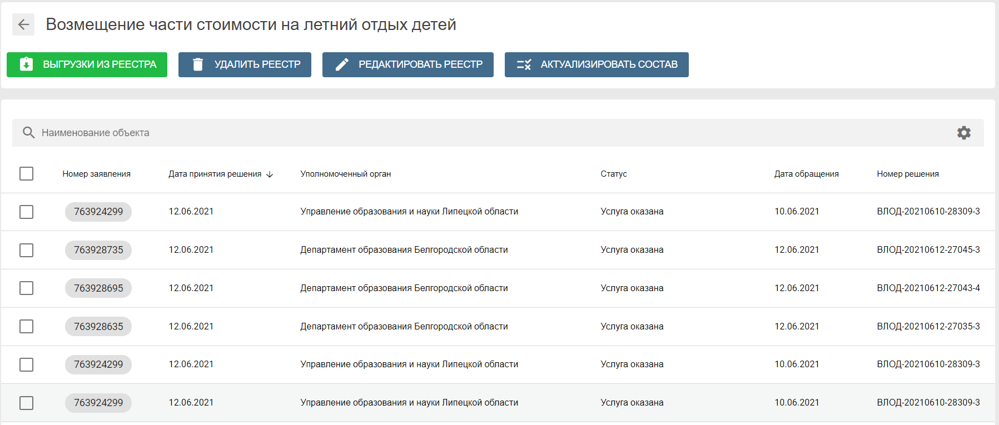 Возмещение части стоимости на летний отдых детей
ВЫГРУЗКИ ИЗ РЕЕСТРА УДАЛИТЬ РЕЕСТР РЕДАКТИРОВАТЬ РЕЕСТР АКТУАЛИЗИРОВАТЬ СОСТАВ
Наименование объекта
Номер заявления Дата принятия решения Уполномоченный орган Статус Дата обращения Номер решения
763924299 12.06.2021 Управление образования и науки Липецкой области Услуга оказана 10.06.2021 ВЛОД-20210610-28309-3
763928735 12.06.2021 Департамент образования Белгородской области Услуга оказана 12.06.2021 ВЛОД-20210612-27045-3
763928695 12.06.2021 Департамент образования Белгородской области Услуга оказана 12.06.2021 ВЛОД-20210612-27043-4
763928635 12.06.2021 Департамент образования Белгородской области Услуга оказана 12.06.2021 ВЛОД-20210612-27035-3
763924299 12.06.2021 Управление образования и науки Липецкой области Услуга оказана 10.06.2021 ВЛОД-20210610-28309-3
763924299 12.06.2021 Управление образования и науки Липецкой области Услуга оказана 10.06.2021 ВЛОД-20210610-28309-3